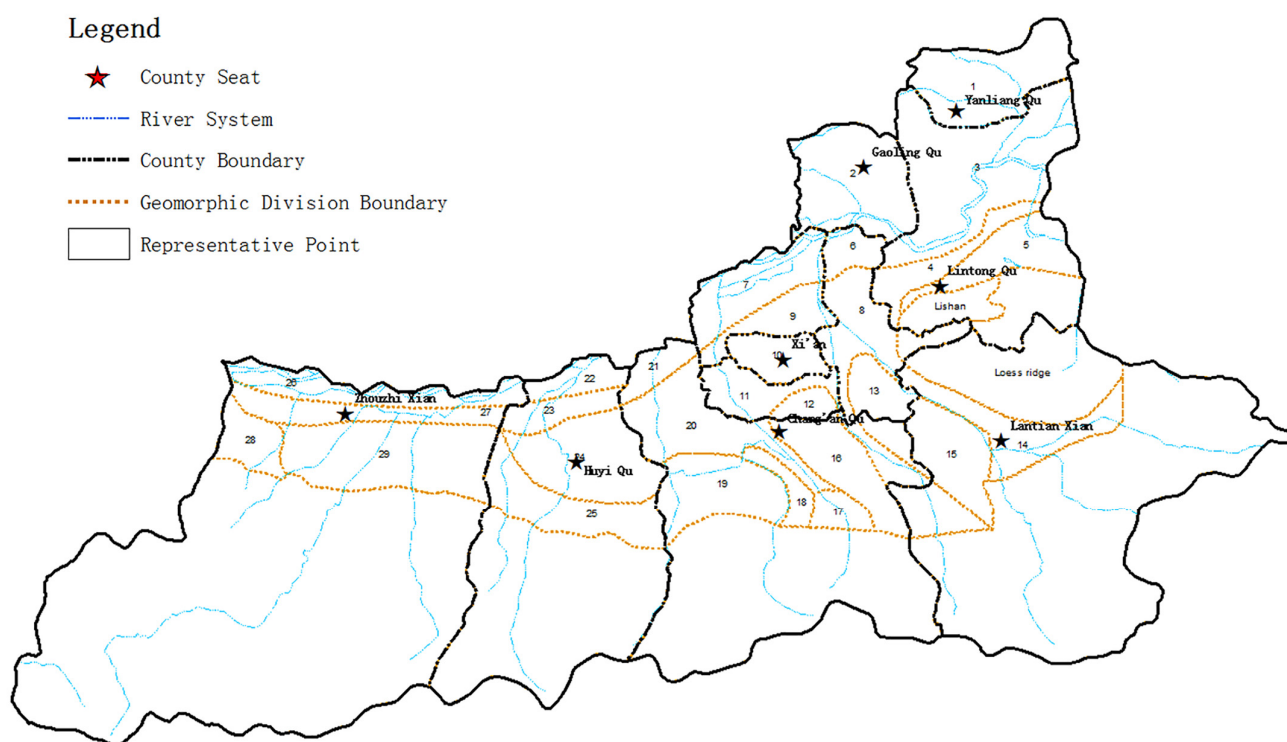 Legend
County Seat
River System
County Boundary
Geomorphic Division Boundary
Representative Point
1
Yanliang Qu
Gaoling Qu
2
3
6
5
4
Lintong Qu
7
Lishan
8
9
Xi'an
10
21
Loess ridge
22
26
13
11
12
Zhouzhi Xian
27
23
Chang'an Qu
Lantian Xian
20
28
14
29
15
24
16
Huyi Qu
19
18
17
25